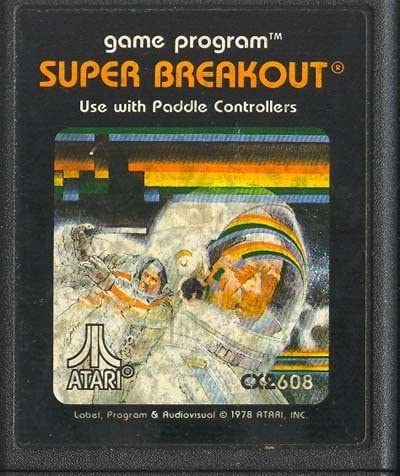 game program™
SUPER BREAKOUT®
Use with Paddle Controllers
ATARI®
CX2608
Label, Program & Audiovisual © 1978 ATARI, INC.